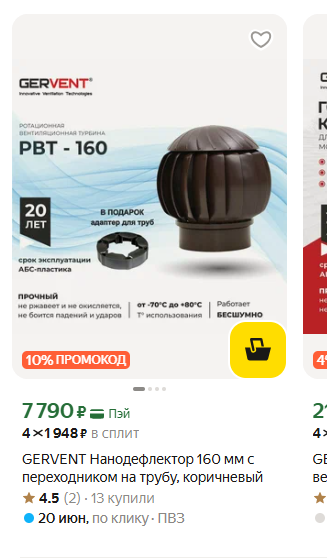 GERVENT®
Innovative Ventilation Technologies
РОТАЦИОННАЯ
ВЕНТИЛЯЦИОННАЯ ТУРБИНА
РВТ - 160
20
ЛЕТ
В ПОДАРОК
адаптер для труб
срок эксплуатации
АБС-пластика
ПРОЧНЫЙ
не ржавеет и не окисляется,
не боится падений и ударов
от -70°С до +80°С
Т° использования
Работает
БЕСШУМНО
10% ПРОМОКОД
7 790 ₽ Пэй
4 × 1 948 ₽ в сплит
GERVENT Нанодефлектор 160 мм с
переходником на трубу, коричневый
4.5 (2) · 13 купили
20 июн, по клику · ПВЗ